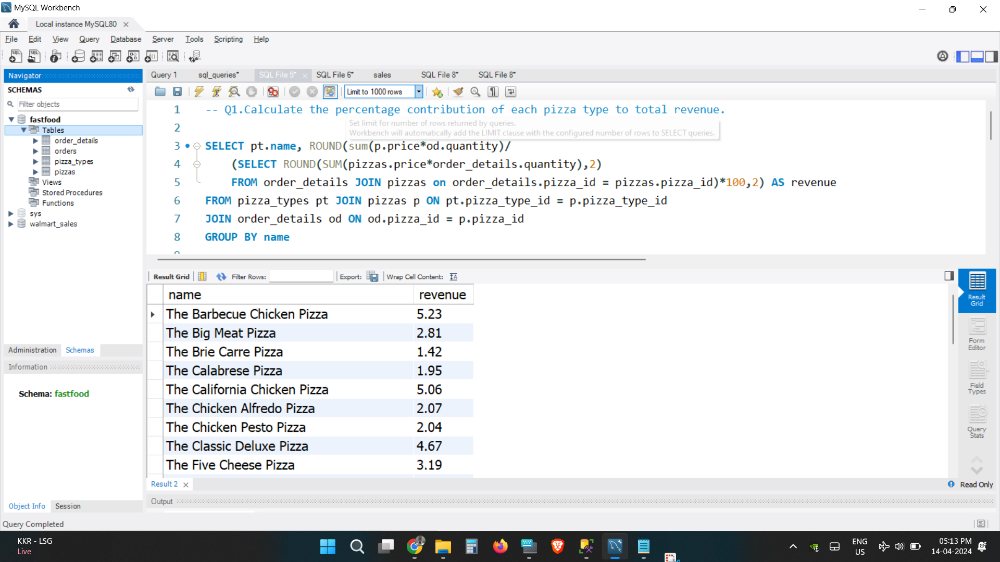 MySQL Workbench
Local instance MySQL80
File Edit View Query Database Server Tools Scripting Help
Navigator
SCHEMAS
Filter objects
fastfood
Tables
order_details
orders
pizza_types
pizzas
Views
Stored Procedures
Functions
sys
walmart_sales
Administration Schemas
Information
Schema: fastfood
Object Info Session
Query 1 sql_queries* SQL File 5* SQL File 6* sales SQL File 8* SQL File 8*
Limit to 1000 rows
1 -- Q1.Calculate the percentage contribution of each pizza type to total revenue.
2
Set limit for number of rows returned by queries.
Workbench will automatically add the LIMIT clause with the configured number of rows to SELECT queries.
3 SELECT pt.name, ROUND(sum(p.price*od.quantity)/
4 (SELECT ROUND(SUM(pizzas.price*order_details.quantity),2)
5 FROM order_details JOIN pizzas on order_details.pizza_id = pizzas.pizza_id)*100,2) AS revenue
6 FROM pizza_types pt JOIN pizzas p ON pt.pizza_type_id = p.pizza_type_id
7 JOIN order_details od ON od.pizza_id = p.pizza_id
8 GROUP BY name
Result Grid Filter Rows: Export: Wrap Cell Content:
name revenue
The Barbecue Chicken Pizza 5.23
The Big Meat Pizza 2.81
The Brie Carre Pizza 1.42
The Calabrese Pizza 1.95
The California Chicken Pizza 5.06
The Chicken Alfredo Pizza 2.07
The Chicken Pesto Pizza 2.04
The Classic Deluxe Pizza 4.67
The Five Cheese Pizza 3.19
Result Grid
Form Editor
Field Types
Query Stats
Result 2
Read Only
Output
Query Completed
KKR - LSG
Live
ENG
US
05:13 PM
14-04-2024